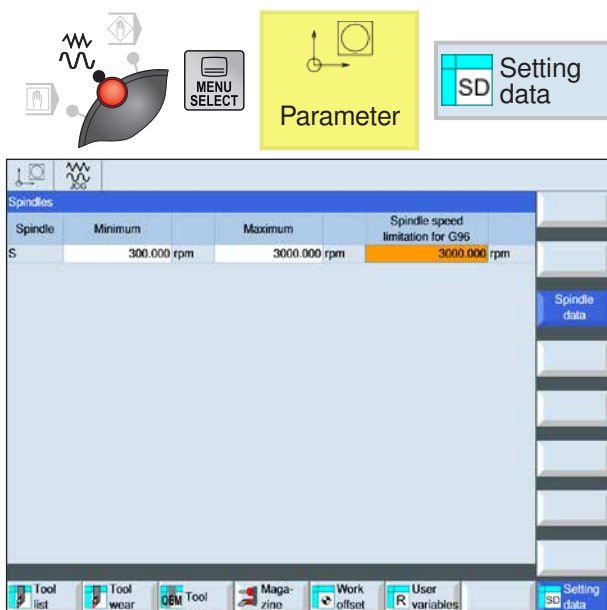 MENU
SELECT
Parameter
SD
Setting
data
JOG
Spindles
Spindle
Minimum
Maximum
Spindle speed
limitation for G96
S
300.000 rpm
3000.000 rpm
3000.000 rpm
Spindle
data
Tool
list
Tool
wear
OEM Tool
Maga-
zine
Work
offset
R
User
variables
SD
Setting
data